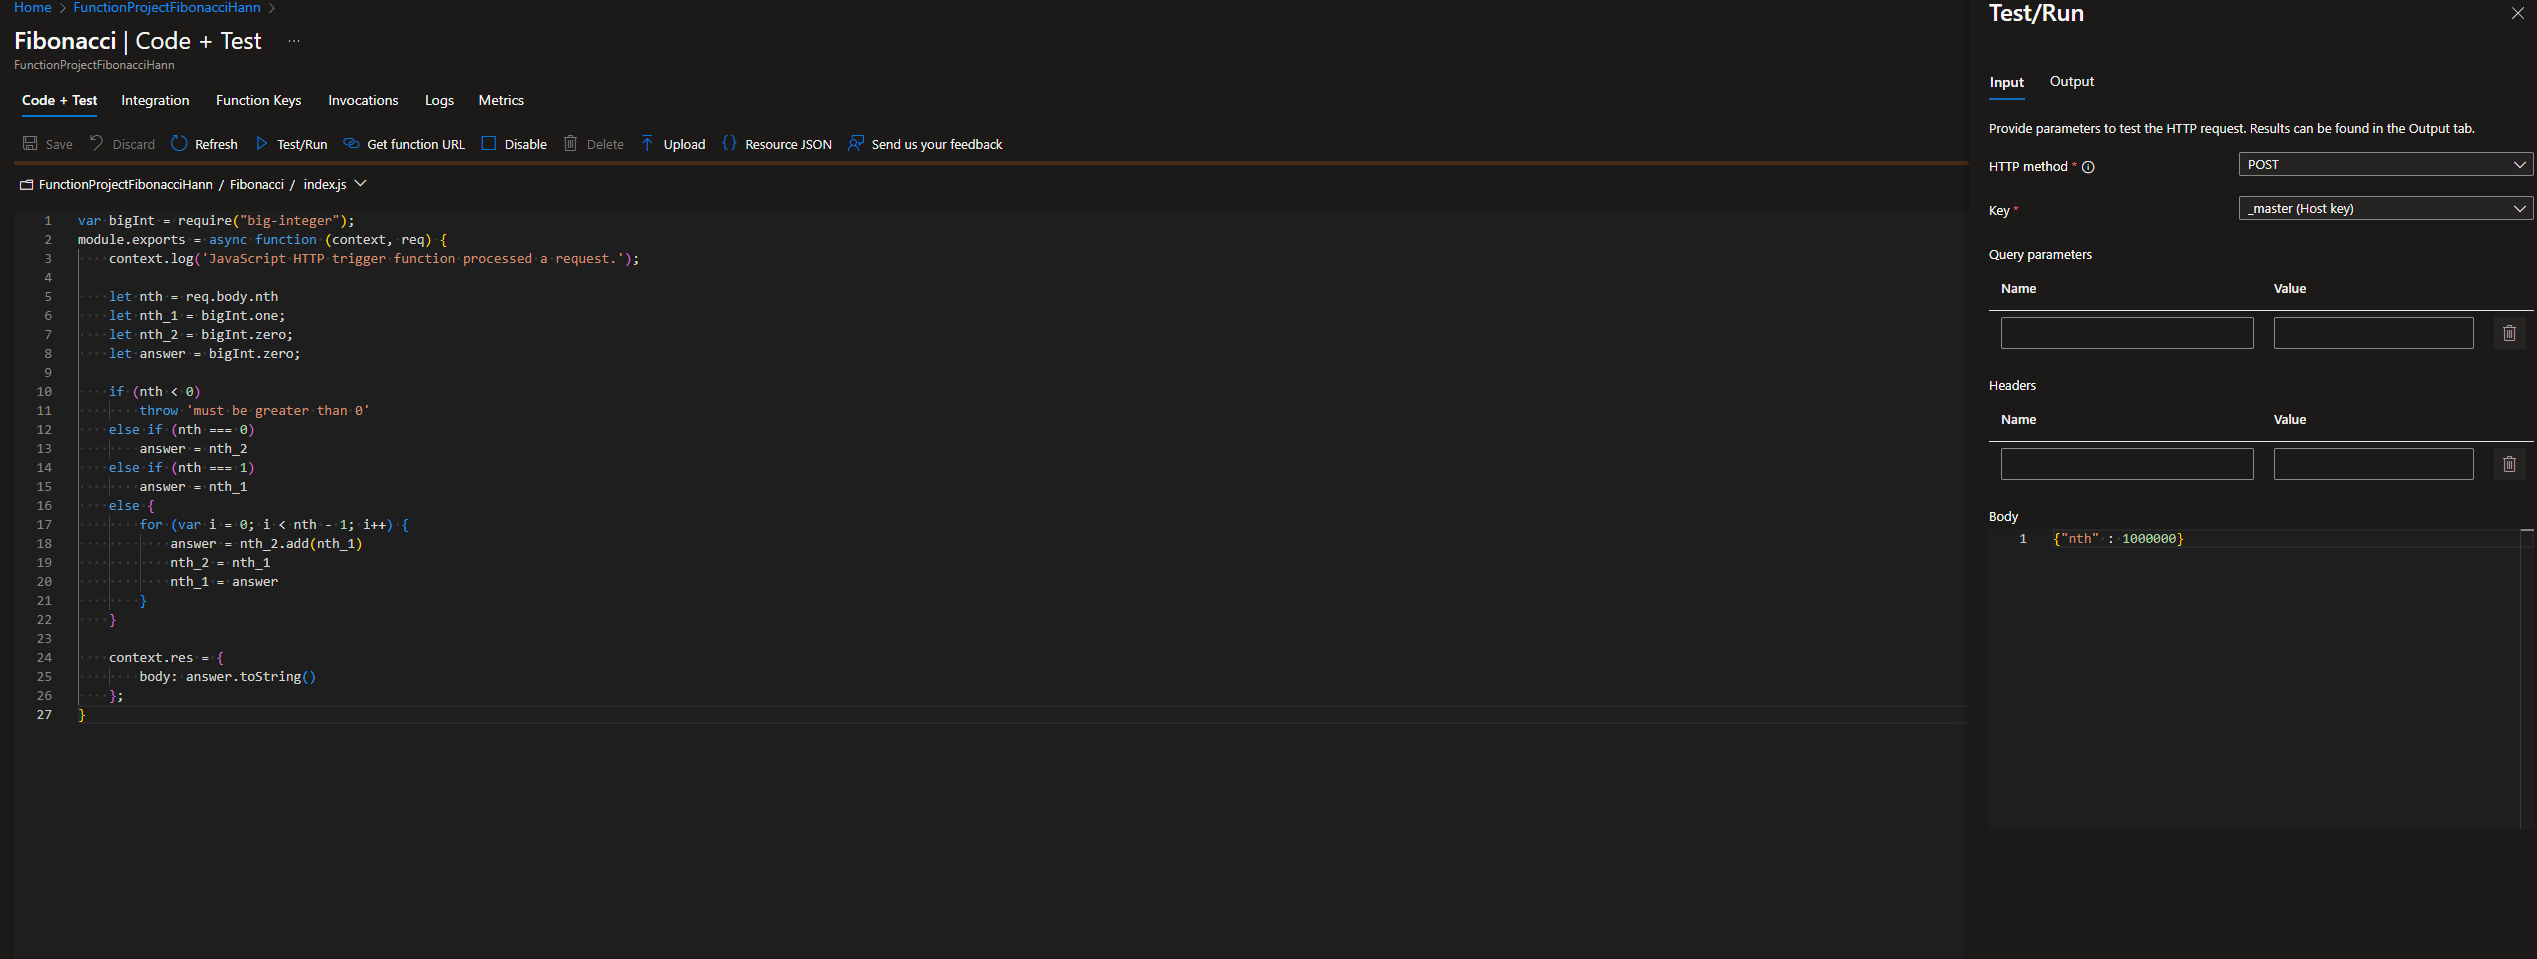 Home > FunctionProjectFibonacciHann >
Fibonacci | Code + Test ...
FunctionProjectFibonacciHann
Code + Test Integration Function Keys Invocations Logs Metrics
Save Discard Refresh Test/Run Get function URL Disable Delete Upload {} Resource JSON Send us your feedback
FunctionProjectFibonacciHann / Fibonacci / index.js
1 var bigInt = require("big-integer");
2 module.exports = async function (context, req) {
3     context.log('JavaScript HTTP trigger function processed a request.');
4
5     let nth = req.body.nth
6     let nth_1 = bigInt.one;
7     let nth_2 = bigInt.zero;
8     let answer = bigInt.zero;
9
10     if (nth < 0)
11         throw 'must be greater than 0'
12     else if (nth === 0)
13         answer = nth_2
14     else if (nth === 1)
15         answer = nth_1
16     else {
17         for (var i = 0; i < nth - 1; i++) {
18             answer = nth_2.add(nth_1)
19             nth_2 = nth_1
20             nth_1 = answer
21         }
22     }
23
24     context.res = {
25         body: answer.toString()
26     };
27 }
Test/Run
Input Output
Provide parameters to test the HTTP request. Results can be found in the Output tab.
HTTP method * POST
Key * _master (Host key)
Query parameters
Name Value
Headers
Name Value
Body
1 {"nth" : 1000000}